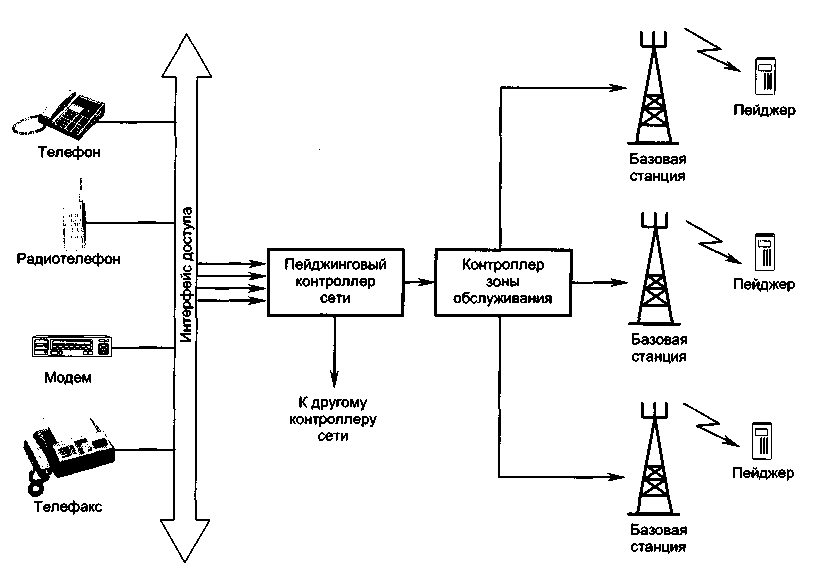 Телефон
Радиотелефон
Модем
Телефакс
Интерфейс доступа
Пейджинговый
контроллер
сети
К другому
контроллеру
сети
Контроллер
зоны
обслуживания
Базовая
станция
Пейджер
Базовая
станция
Пейджер
Базовая
станция
Пейджер